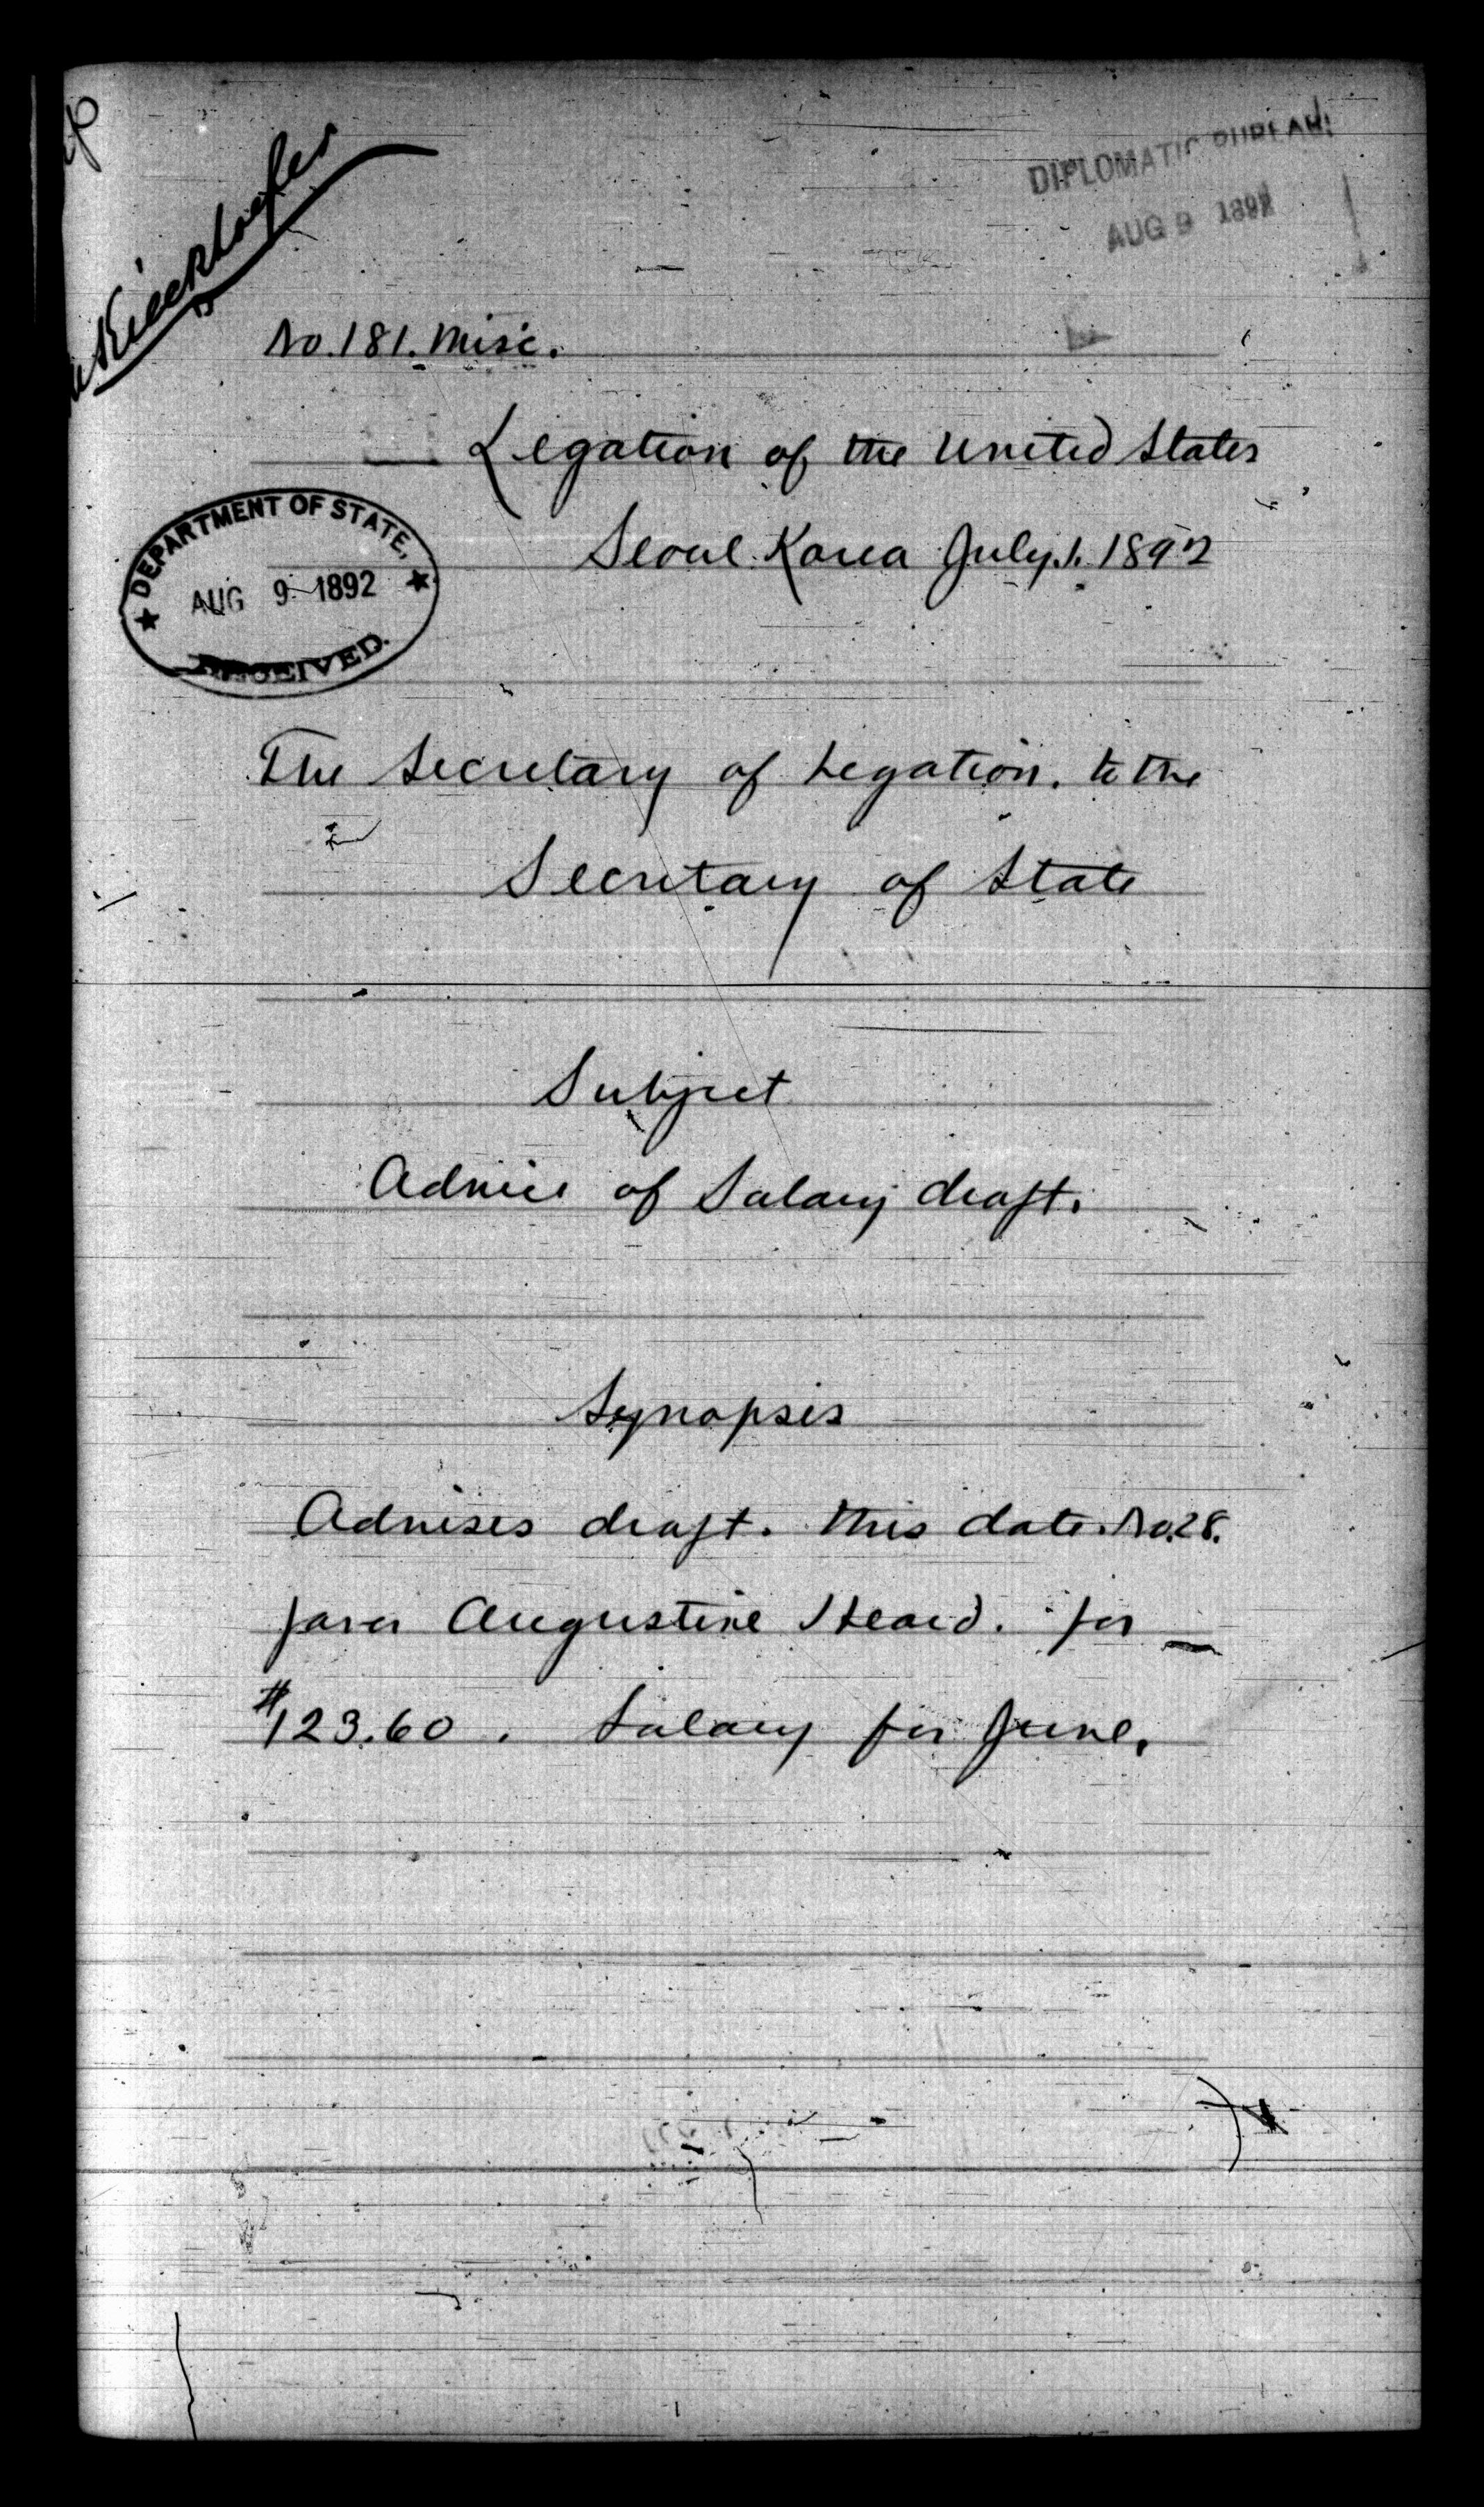 Kieckhoefer
DIPLOMATIC BUREAU
AUG 9 1892
No. 181. Misc.
Legation of the United States
Seoul Korea July. 1. 1892
DEPARTMENT OF STATE,
AUG 9 1892
RECEIVED.
The Secretary of Legation. to the
Secretary of State
Subject
Advice of Salary draft.
Synopsis
Advises draft. this date. No. 28.
favor Augustine Heard. for
$123.60. Salary for June.